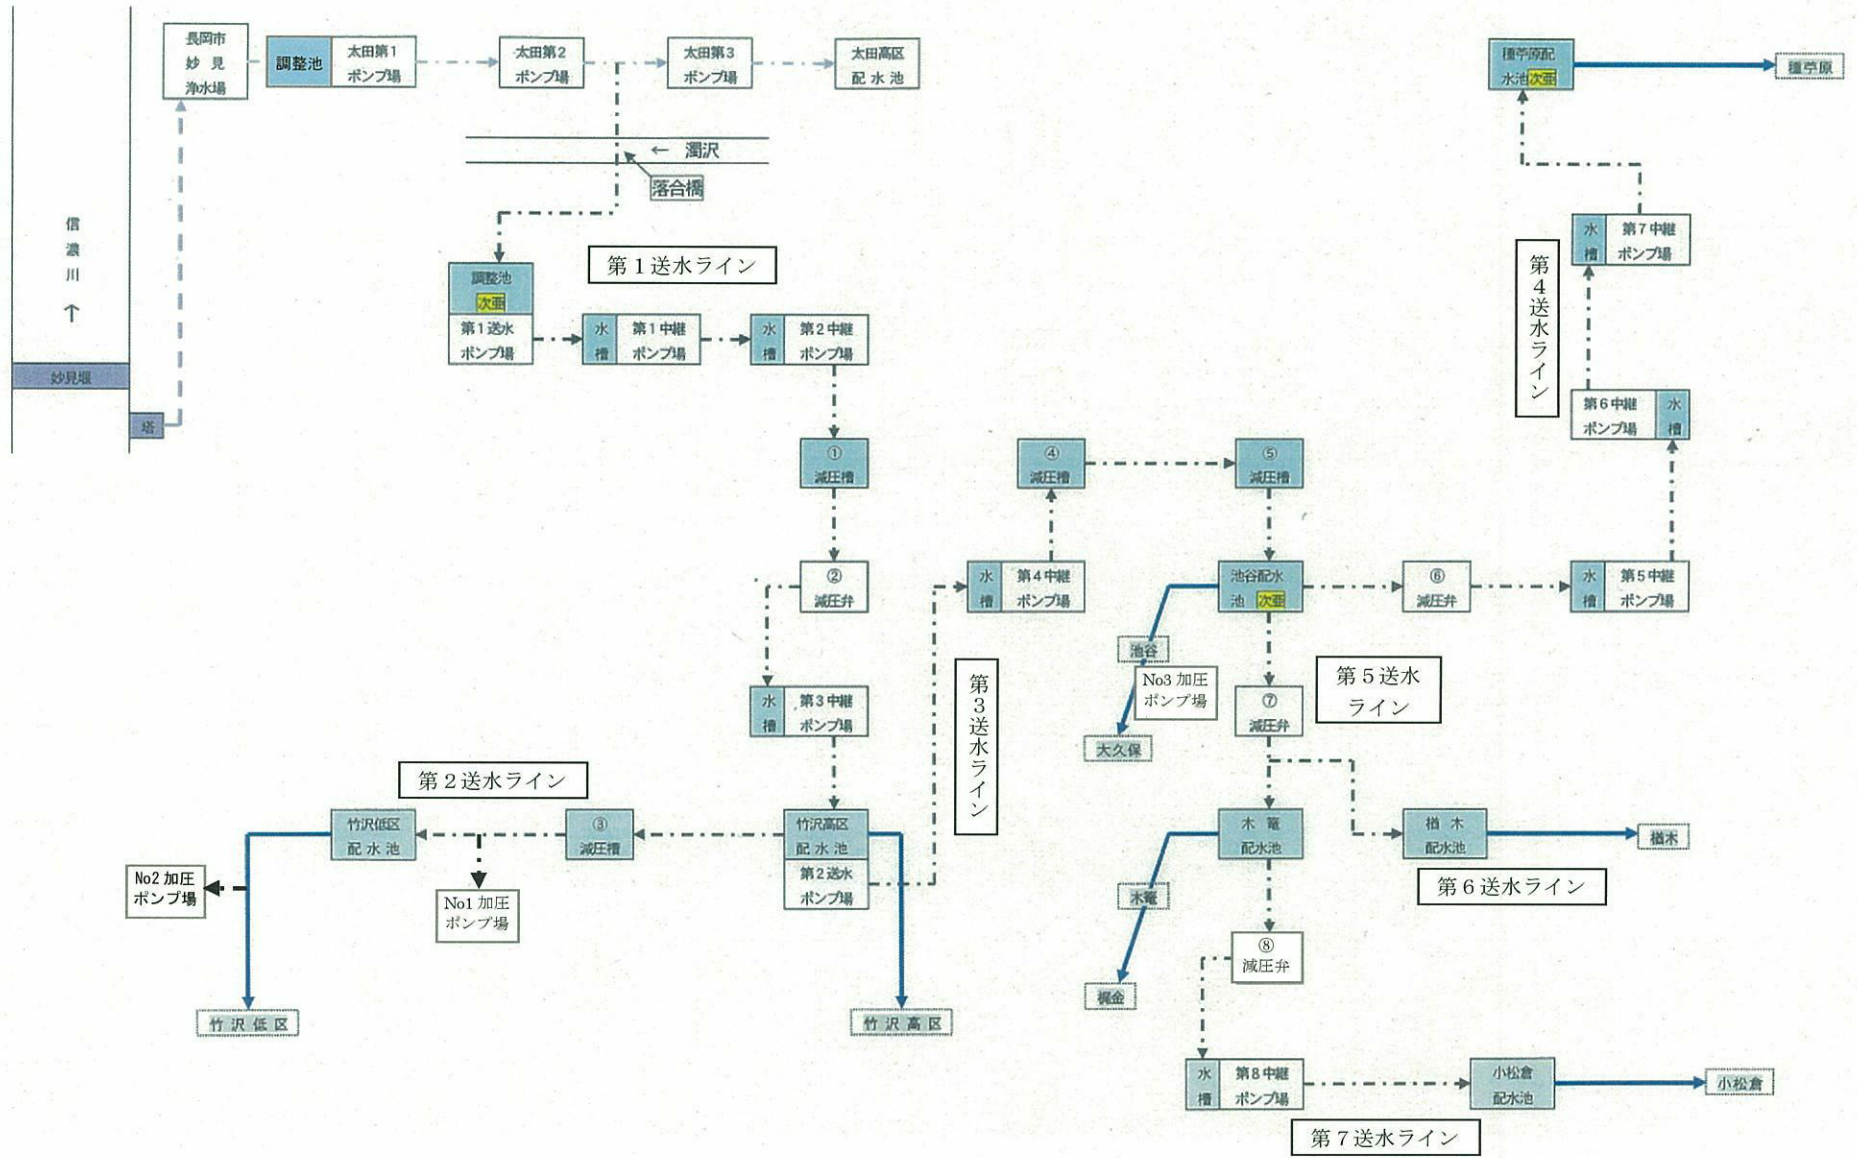 長岡市
妙見
浄水場
調整池
太田第1
ポンプ場
太田第2
ポンプ場
太田第3
ポンプ場
太田高区
配水池
種苧原配
水池 次亜
種苧原
← 濁沢
落合橋
信濃川
↑
妙見堰
塔
第1送水ライン
調整池
次亜
第1送水
ポンプ場
水槽
第1中継
ポンプ場
水槽
第2中継
ポンプ場
第4送水ライン
水槽
第7中継
ポンプ場
第6中継
ポンプ場
水槽
①
減圧槽
④
減圧槽
⑤
減圧槽
②
減圧弁
水槽
第4中継
ポンプ場
池谷配水
池 次亜
⑥
減圧弁
水槽
第5中継
ポンプ場
池谷
No3 加圧
ポンプ場
大久保
第3送水ライン
⑦
減圧弁
第5送水
ライン
水槽
第3中継
ポンプ場
第2送水ライン
竹沢低区
配水池
③
減圧槽
竹沢高区
配水池
第2送水
ポンプ場
No2 加圧
ポンプ場
No1 加圧
ポンプ場
竹沢低区
竹沢高区
木篭
配水池
楢木
配水池
楢木
第6送水ライン
木篭
梶金
⑧
減圧弁
水槽
第8中継
ポンプ場
小松倉
配水池
小松倉
第7送水ライン